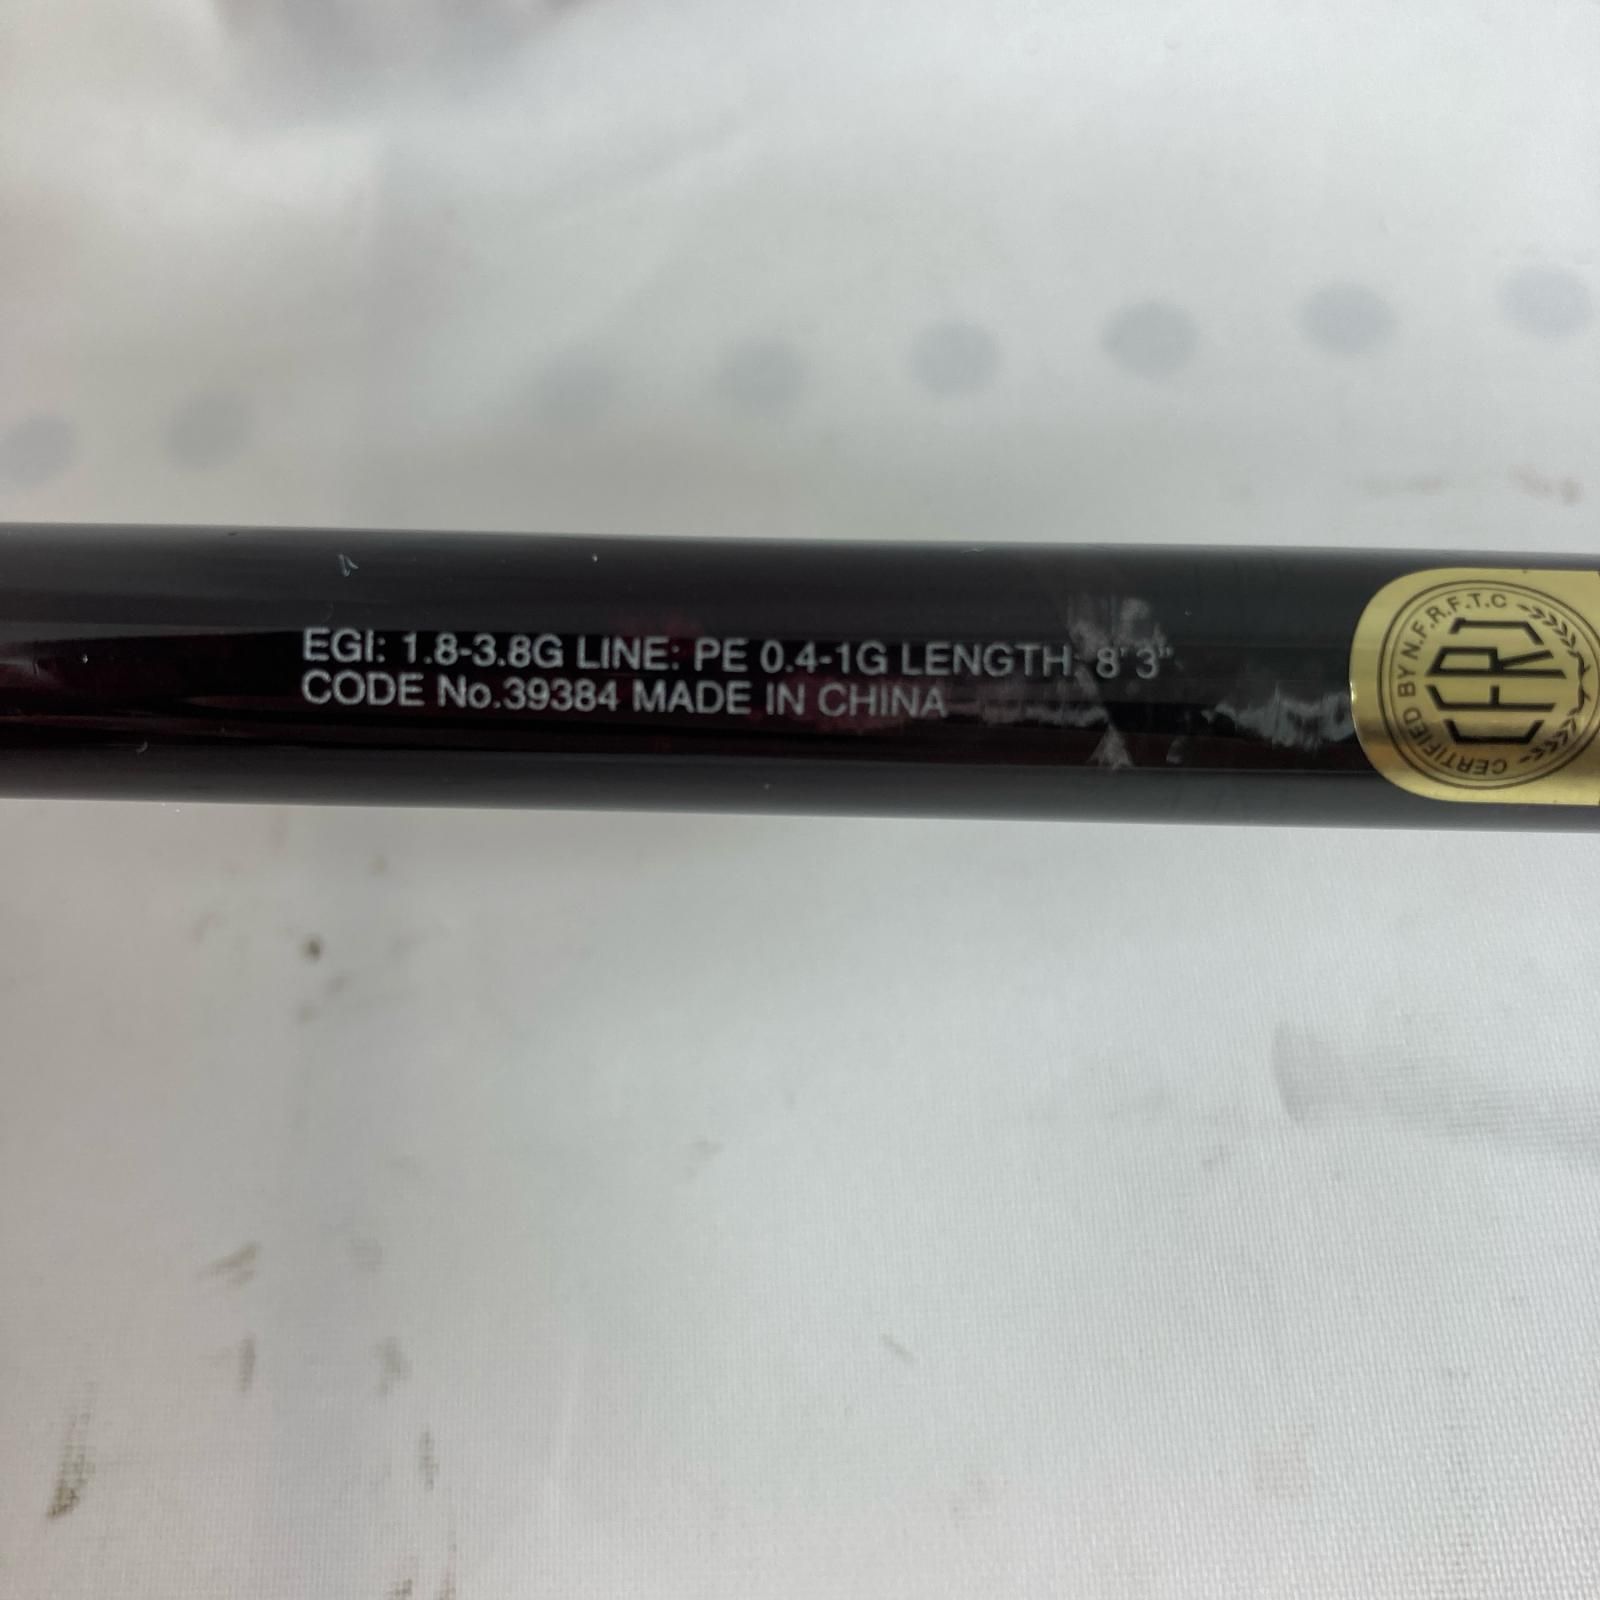 EGI: 1.8-3.8G LINE: PE 0.4-1G LENGTH: 8' 3"
CODE No.39384 MADE IN CHINA
CERTIFIED BY N.F.R.F.T.C
CFRJ